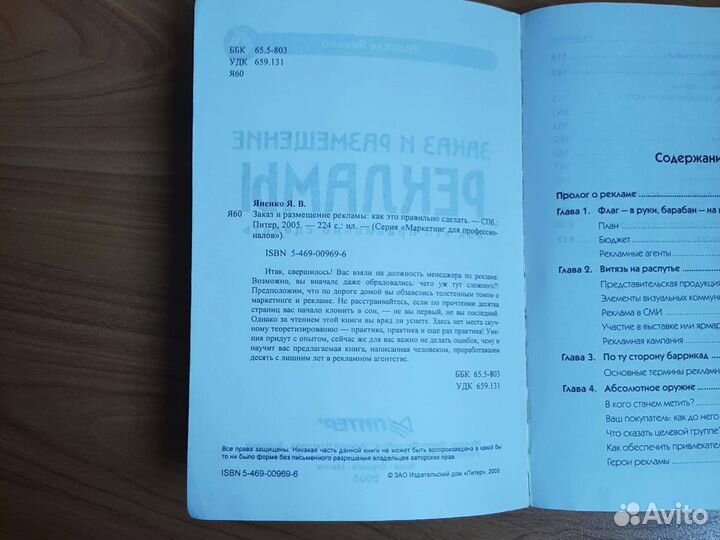 ББК 65.5-803
УДК 659.131
Я60
Яненко Я. В.
Я60 Заказ и размещение рекламы: как это правильно сделать. — СПб.:
Питер, 2005. — 224 с.: ил. — (Серия «Маркетинг для профессио-
налов»).
ISBN 5-469-00969-6
Итак, свершилось! Вас взяли на должность менеджера по рекламе.
Возможно, вы вначале даже обрадовались: чего уж тут сложного?!
Предположим, что по дороге домой вы обзавелись толстенным томом о
маркетинге и рекламе. Не расстраивайтесь, если по прочтении десятка
страниц вас начало клонить в сон, — не вы первый, не вы последний.
Однако за чтением этой книги вы вряд ли уснете. Здесь нет места скуч-
ному теоретизированию — практика, практика и еще раз практика! Уме-
ния придут с опытом, сейчас же для вас важно не делать ошибок, чему и
научит вас предлагаемая книга, написанная человеком, проработавшим
десять с лишним лет в рекламном агентстве.
ББК 65.5-803
УДК 659.131
ЗАКАЗ И РАЗМЕЩЕНИЕ
РЕКЛАМЫ
ПИТЕР
2005
Все права защищены. Никакая часть данной книги не может быть воспроизведена в какой бы
то ни было форме без письменного разрешения владельцев авторских прав.
ISBN 5-469-00969-6
© ЗАО Издательский дом «Питер», 2005
Содержани
Пролог о рекламе
Глава 1. Флаг — в руки, барабан — на
План
Бюджет
Рекламные агенты
Глава 2. Витязь на распутье
Представительская продукция
Элементы визуальных коммун
Реклама в СМИ
Участие в выставке или ярмар
Рекламная кампания
Глава 3. По ту сторону баррикад
Основные термины рекламн
Глава 4. Абсолютное оружие
В кого станем метить?
Ваш покупатель: как до него
Что сказать целевой группе?
Как обеспечить привлекател
Герои рекламы
Avito